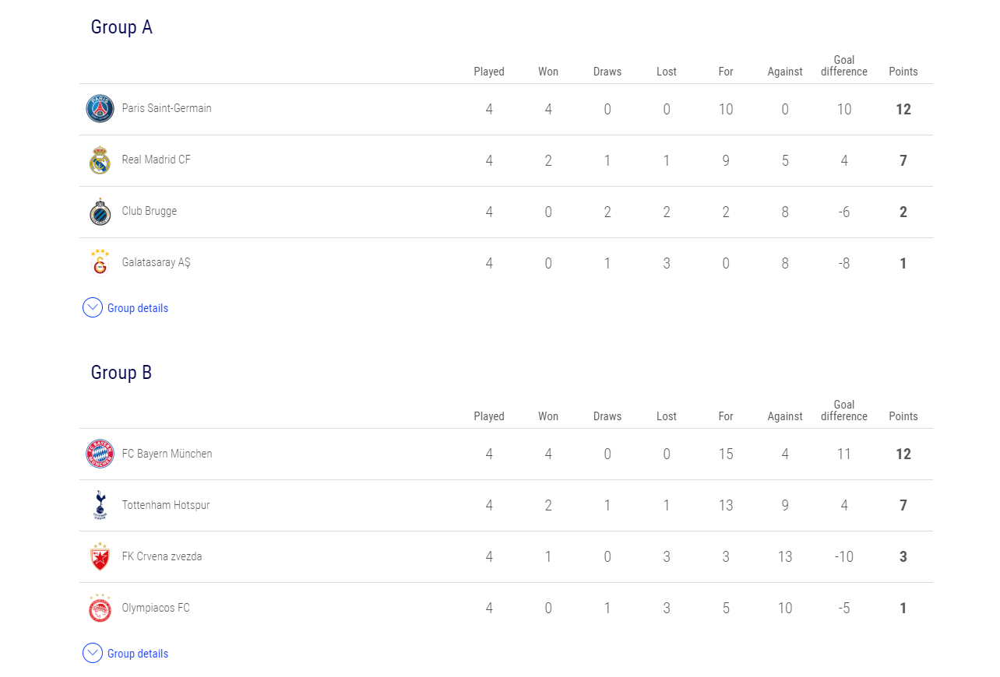 Group A
Played Won Draws Lost For Against Goal difference Points
Paris Saint-Germain 4 4 0 0 10 0 10 12
Real Madrid CF 4 2 1 1 9 5 4 7
Club Brugge 4 0 2 2 2 8 -6 2
Galatasaray AŞ 4 0 1 3 0 8 -8 1
Group details
Group B
Played Won Draws Lost For Against Goal difference Points
FC Bayern München 4 4 0 0 15 4 11 12
Tottenham Hotspur 4 2 1 1 13 9 4 7
FK Crvena zvezda 4 1 0 3 3 13 -10 3
Olympiacos FC 4 0 1 3 5 10 -5 1
Group details